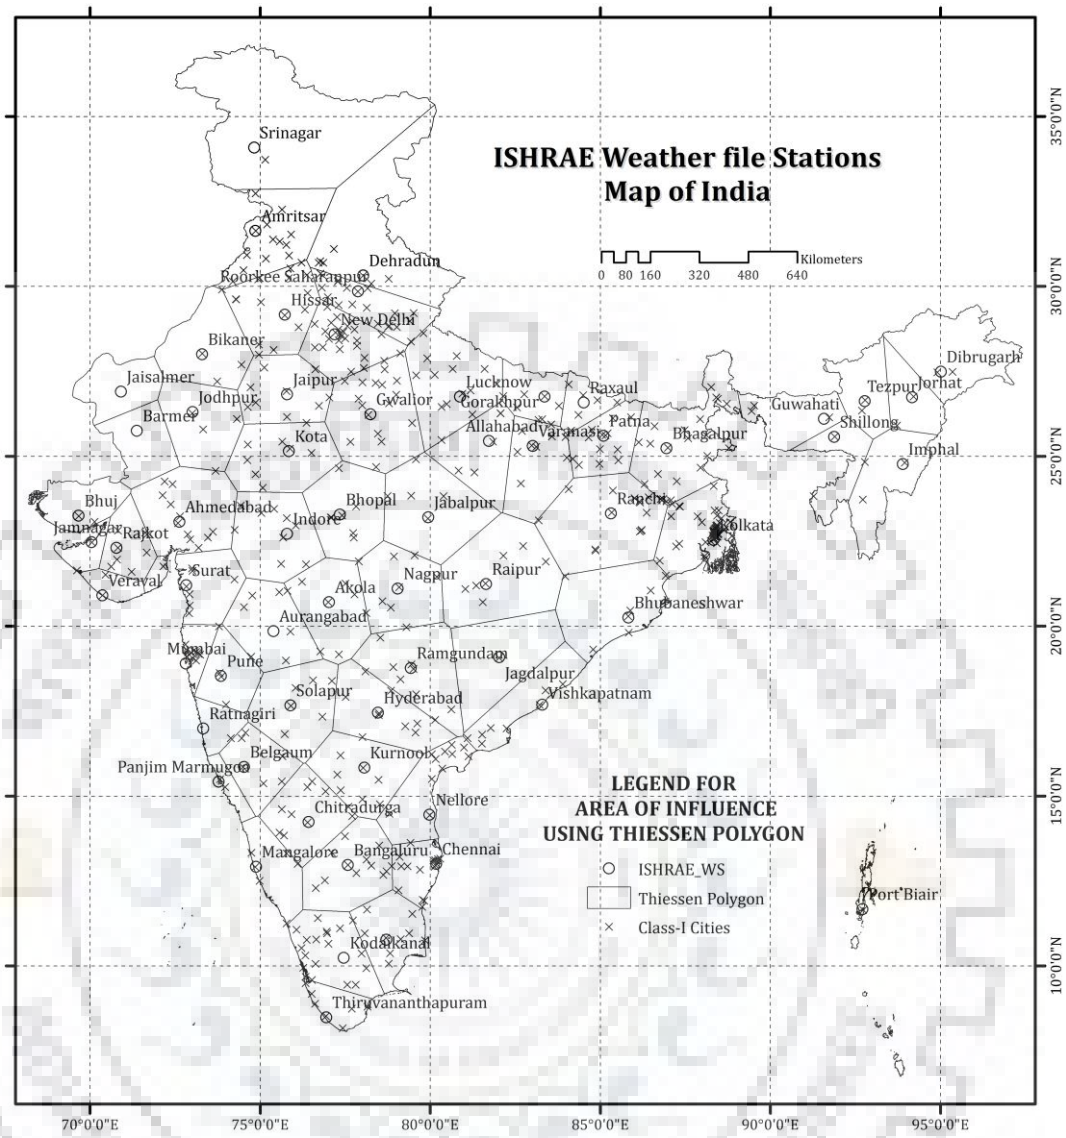 Srinagar
ISHRAE Weather file Stations
Map of India
Amritsar
Kilometers
0 80 160 320 480 640
Dehradun
Roorkee Saharanpur
Hissar
New Delhi
Bikaner
Jaisalmer
Jodhpur
Jaipur
Gwalior
Lucknow
Gorakhpur
Raxaul
Dibrugarh
Tezpur
Jorhat
Barmer
Guwahati
Shillong
Allahabad
Varanasi
Patna
Bhagalpur
Kota
Imphal
Bhuj
Ahmedabad
Bhopal
Jabalpur
Ranchi
Jamnagar
Rajkot
Indore
Kolkata
Veraval
Surat
Akola
Nagpur
Raipur
Aurangabad
Bhubaneshwar
Mumbai
Pune
Ramgundam
Jagdalpur
Solapur
Hyderabad
Vishkapatnam
Ratnagiri
Belgaum
Kurnool
Panjim Marmugoa
Chitradurga
Nellore
LEGEND FOR
AREA OF INFLUENCE
USING THIESSEN POLYGON
Mangalore
Bangaluru
Chennai
ISHRAE_WS
Thiessen Polygon
Class-I Cities
Port Biair
Kodaikanal
Thiruvananthapuram
35°0'0"N
30°0'0"N
25°0'0"N
20°0'0"N
15°0'0"N
10°0'0"N
70°0'0"E 75°0'0"E 80°0'0"E 85°0'0"E 90°0'0"E 95°0'0"E